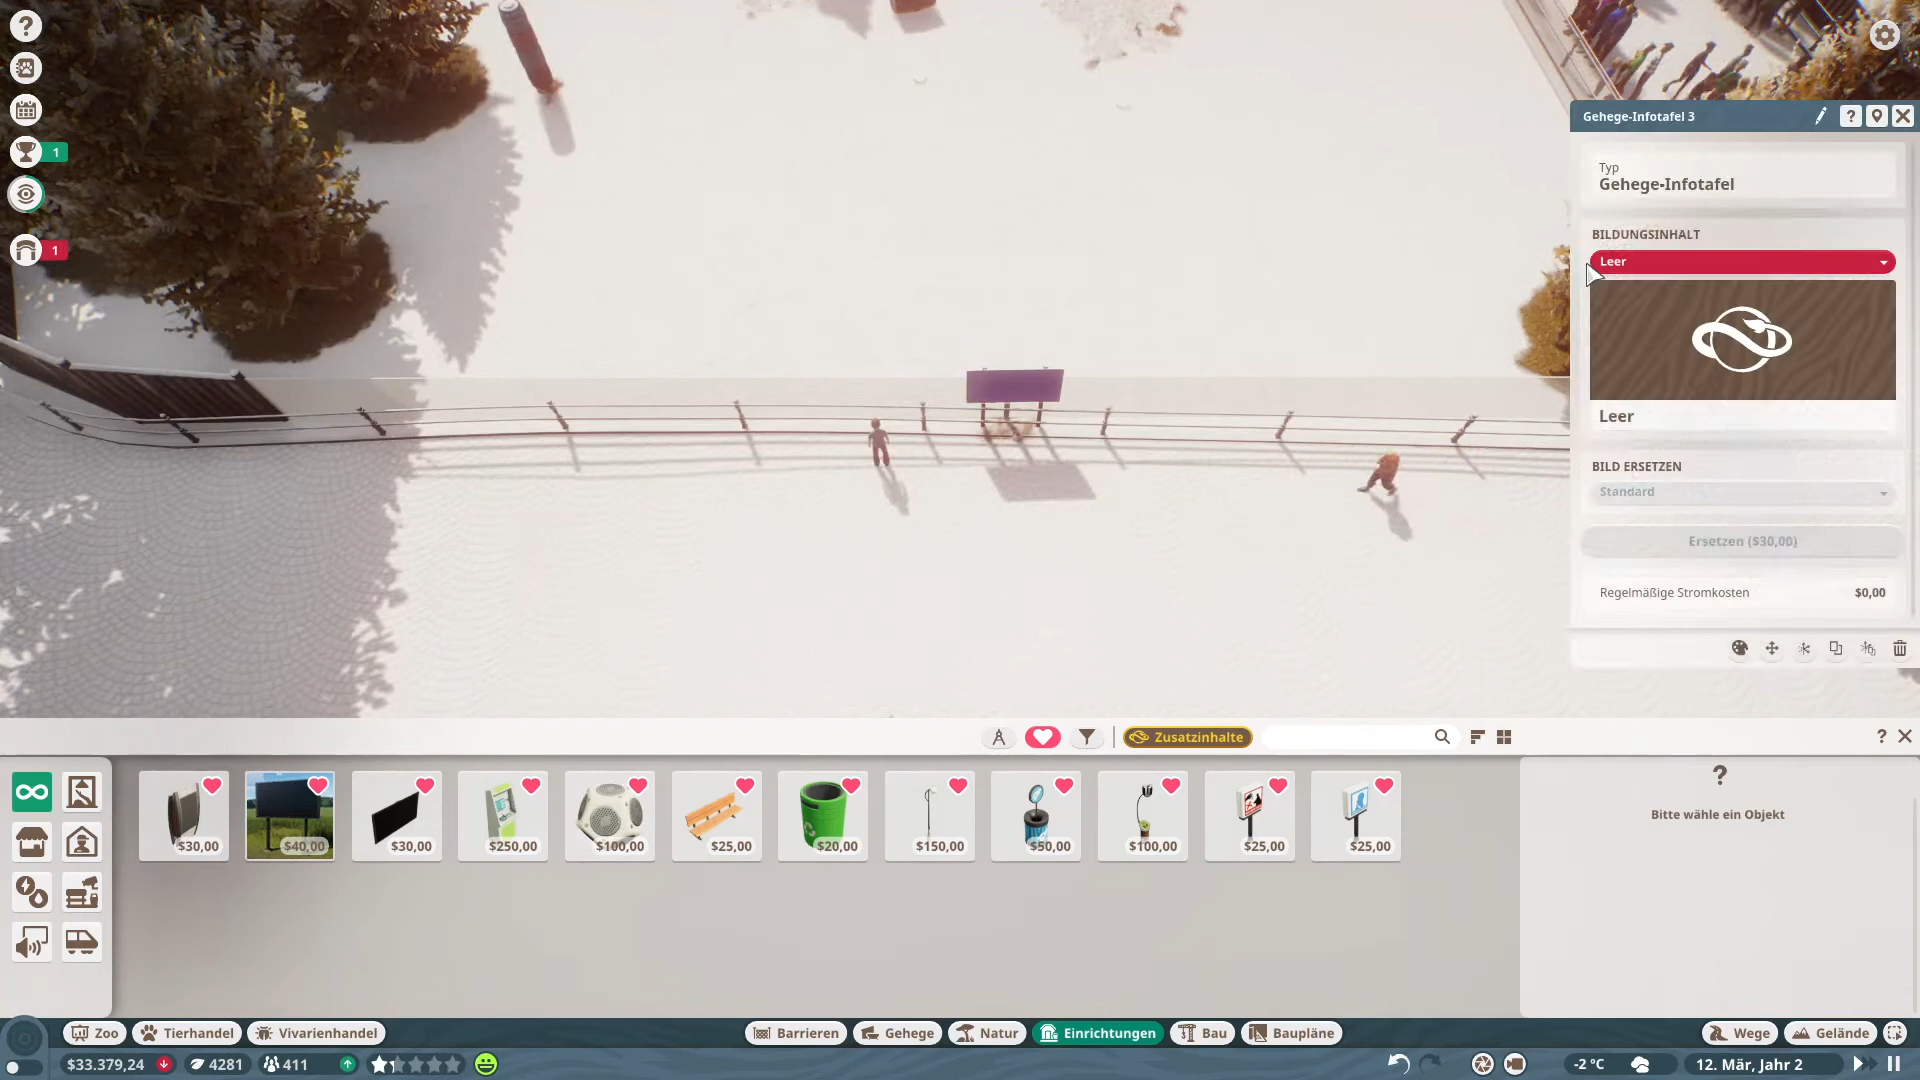 ?
1
1
Gehege-Infotafel 3
?
Typ
Gehege-Infotafel
BILDUNGSINHALT
Leer
Leer
BILD ERSETZEN
Standard
Ersetzen ($30,00)
Regelmäßige Stromkosten $0,00
Zusatzinhalte
?
$30,00 $40,00 $30,00 $250,00 $100,00 $25,00 $20,00 $150,00 $50,00 $100,00 $25,00 $25,00
?
Bitte wähle ein Objekt
Zoo Tierhandel Vivarienhandel Barrieren Gehege Natur Einrichtungen Bau Baupläne Wege Gelände
$33.379,24 4281 411 -2 °C 12. Mär, Jahr 2